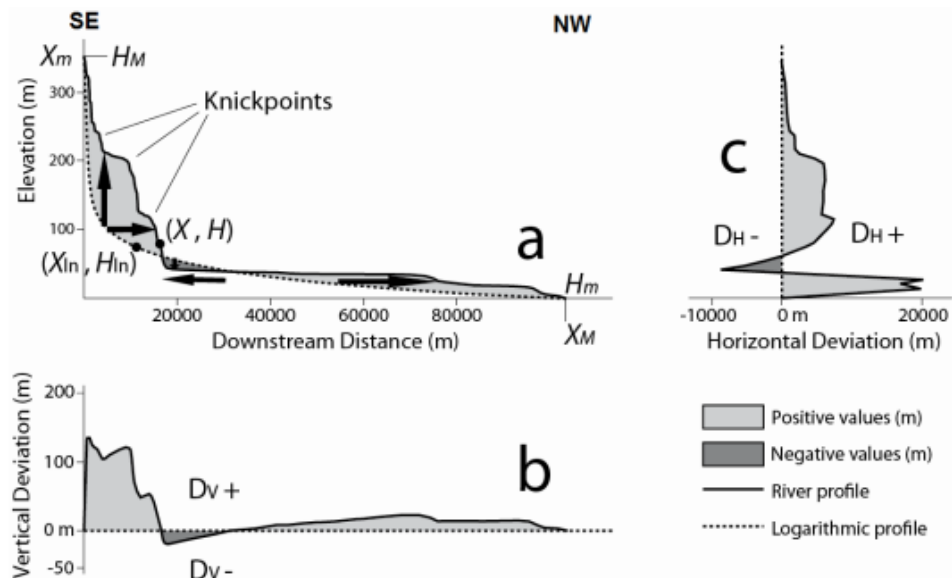 SE
NW
Xm
HM
Elevation (m)
300
200
100
Knickpoints
(X , H)
(Xln , Hln)
a
Hm
XM
20000
40000
60000
80000
Downstream Distance (m)
c
DH -
DH +
-10000
0 m
20000
Horizontal Deviation (m)
Vertical Deviation (m)
200
100
0 m
-50
DV +
DV -
b
Positive values (m)
Negative values (m)
River profile
Logarithmic profile